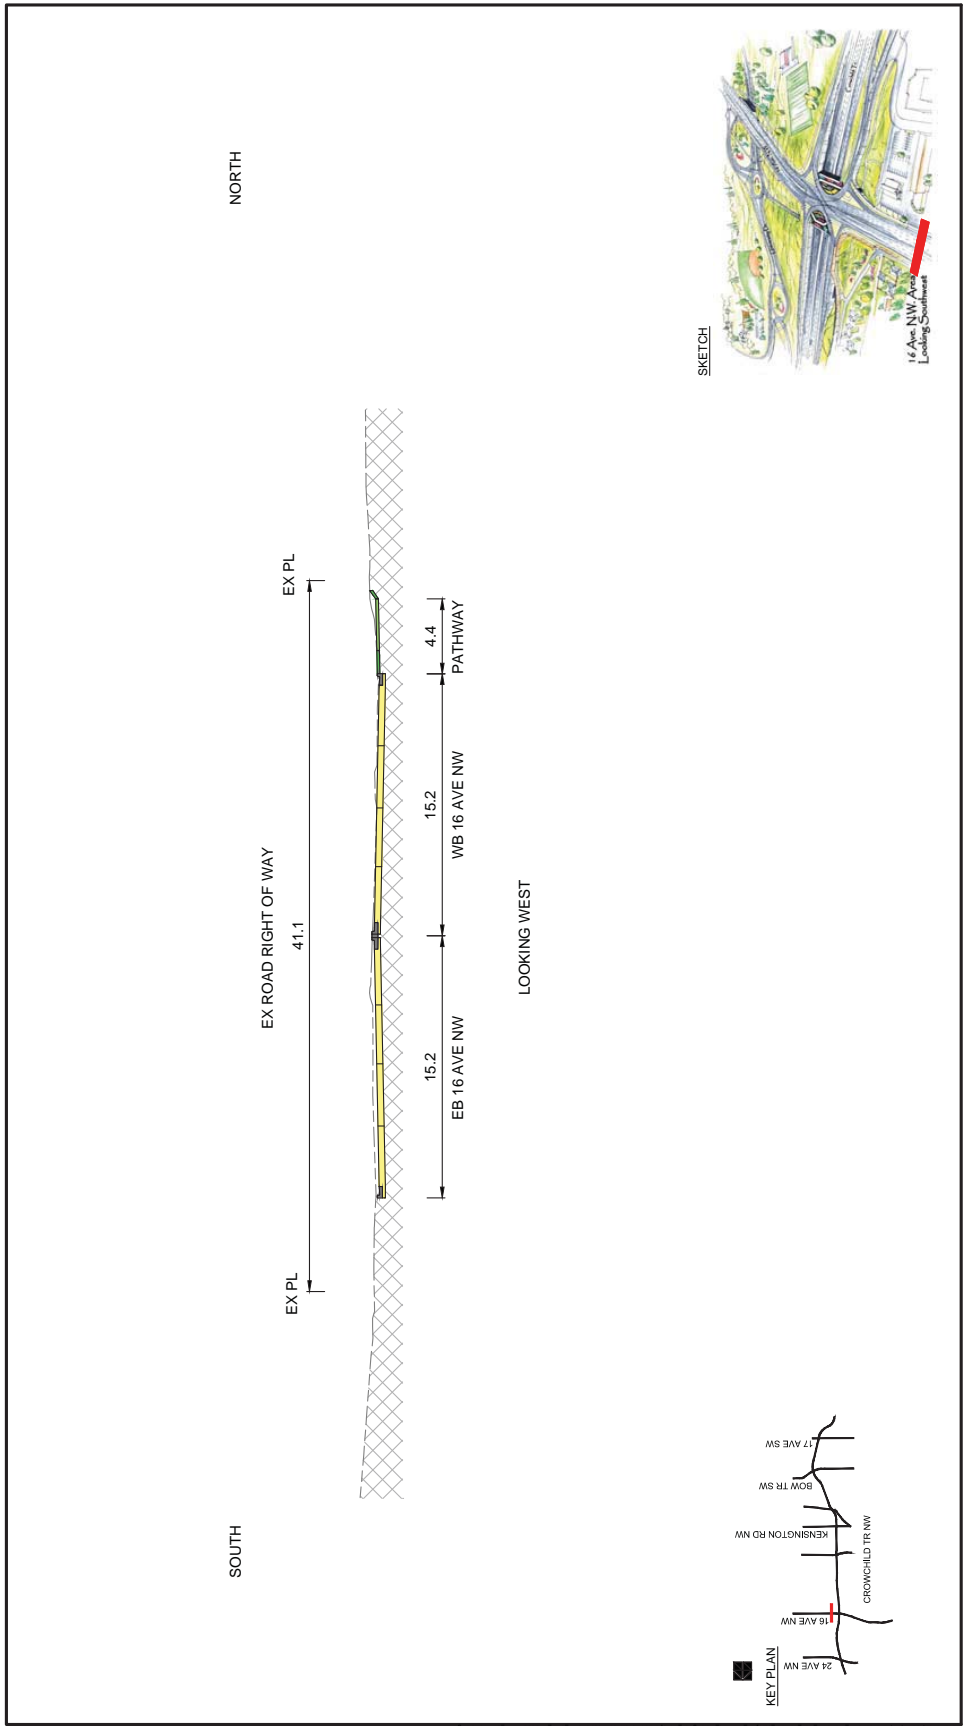 SOUTH
NORTH
EX ROAD RIGHT OF WAY
EX PL
41.1
EX PL
15.2
15.2
4.4
EB 16 AVE NW
WB 16 AVE NW
PATHWAY
LOOKING WEST
KEY PLAN
24 AVE NW
16 AVE NW
KENSINGTON RD NW
BOW TR SW
17 AVE SW
CROWCHILD TR NW
SKETCH
16 Ave. N.W. Area
Looking Southwest